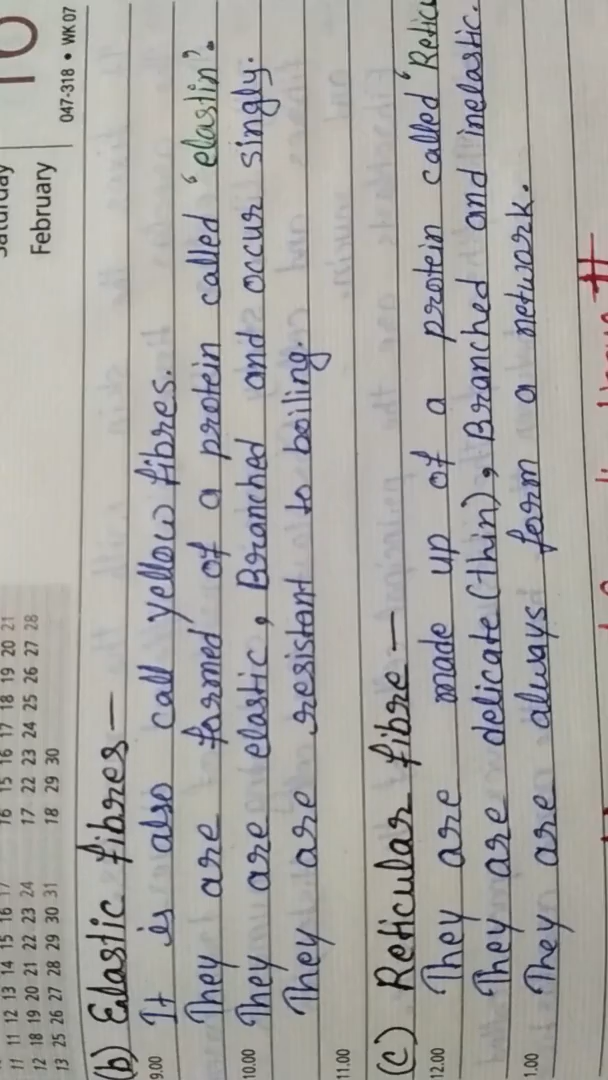 Saturday
February
047-318 • WK 07
11 11 12 13 14 15 16 17
12 18 19 20 21 22 23 24
13 25 26 27 28 29 30 31
16 15 16 17 18 19 20 21
17 22 23 24 25 26 27 28
18 29 30
(b) Elastic fibres —
9.00
It is also call yellow fibres.
They are formed of a protein called "elastin".
10.00
They are elastic, Branched and occur singly.
They are resistant to boiling.
11.00
(c) Reticular fibre —
12.00
They are made up of a protein called "Reticu
They are delicate (thin), Branched and inelastic.
1.00
They are always form a network.